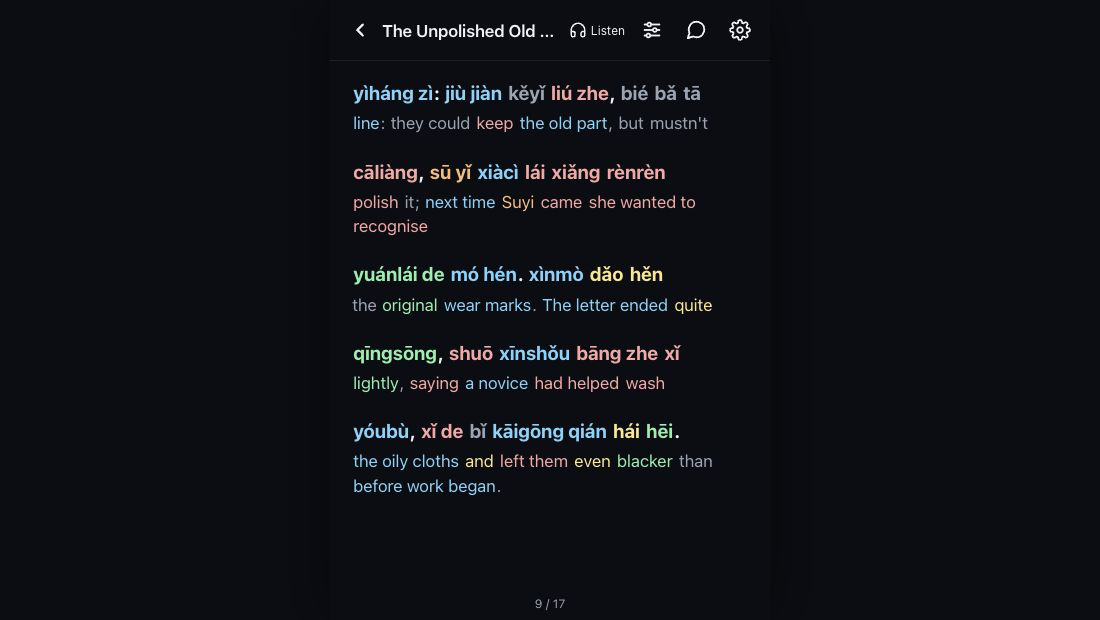 The Unpolished Old ... Listen
yìháng zì: jiù jiàn kěyǐ liú zhe, bié bǎ tā
line: they could keep the old part, but mustn't
cāliàng, sū yǐ xiàcì lái xiǎng rènrèn
polish it; next time Suyi came she wanted to
recognise
yuánlái de mó hén. xìnmò dǎo hěn
the original wear marks. The letter ended quite
qīngsōng, shuō xīnshǒu bāng zhe xǐ
lightly, saying a novice had helped wash
yóubù, xǐ de bǐ kāigōng qián hái hēi.
the oily cloths and left them even blacker than
before work began.
9 / 17